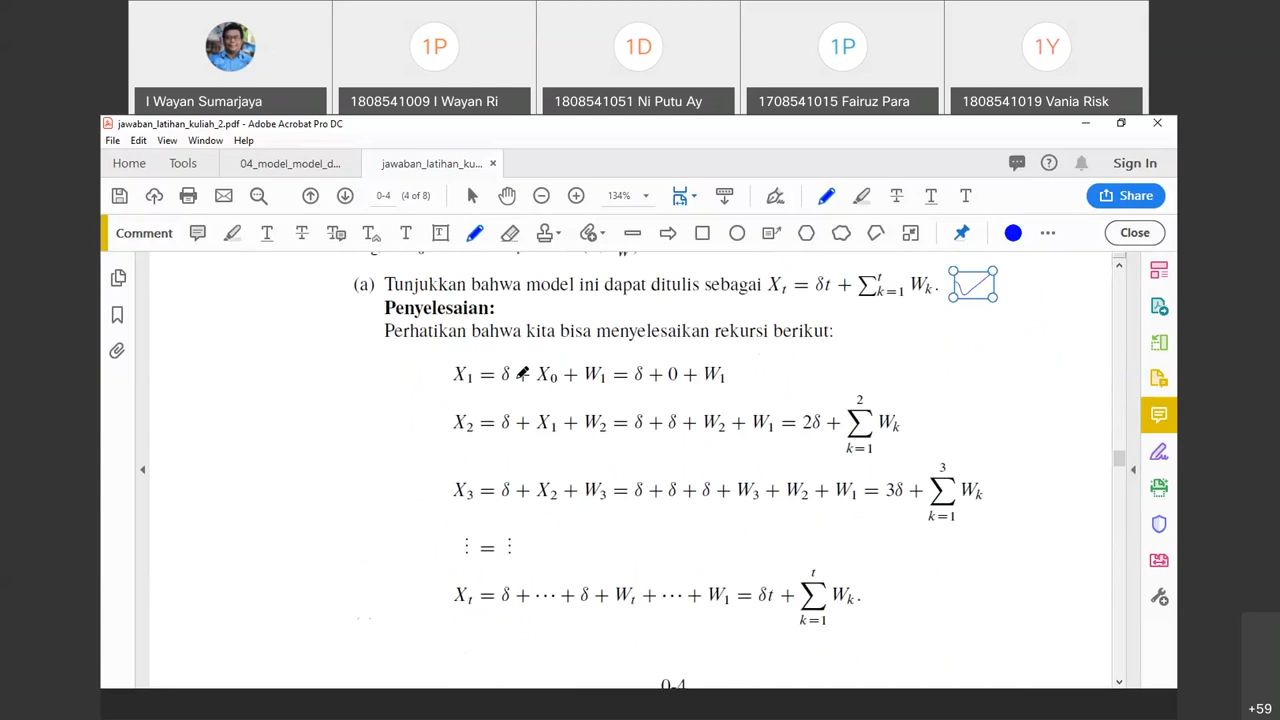 1P
1D
1P
1Y
I Wayan Sumarjaya
1808541009 I Wayan Ri
1808541051 Ni Putu Ay
1708541015 Fairuz Para
1808541019 Vania Risk
jawaban_latihan_kuliah_2.pdf - Adobe Acrobat Pro DC
File Edit View Window Help
Home Tools 04_model_model_d... jawaban_latihan_ku... × Sign In
0-4 (4 of 8) 134% Share
Comment Close
(a) Tunjukkan bahwa model ini dapat ditulis sebagai X_t = δt + ∑_{k=1}^{t} W_k.
Penyelesaian:
Perhatikan bahwa kita bisa menyelesaikan rekursi berikut:
X_1 = δ + X_0 + W_1 = δ + 0 + W_1
X_2 = δ + X_1 + W_2 = δ + δ + W_2 + W_1 = 2δ + ∑_{k=1}^{2} W_k
X_3 = δ + X_2 + W_3 = δ + δ + δ + W_3 + W_2 + W_1 = 3δ + ∑_{k=1}^{3} W_k
⋮ = ⋮
X_t = δ + ⋯ + δ + W_t + ⋯ + W_1 = δt + ∑_{k=1}^{t} W_k.
0-4
+59